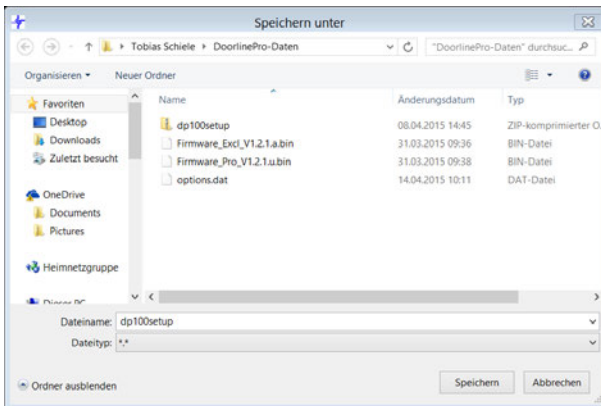 Speichern unter
Tobias Schiele DoorlinePro-Daten "DoorlinePro-Daten" durchsuc...
Organisieren Neuer Ordner
Favoriten
Desktop
Downloads
Zuletzt besucht
OneDrive
Documents
Pictures
Heimnetzgruppe
Dieser PC
Name Änderungsdatum Typ
dp100setup 08.04.2015 14:45 ZIP-komprimierter O.
Firmware_Excl_V1.2.1.a.bin 31.03.2015 09:36 BIN-Datei
Firmware_Pro_V1.2.1.u.bin 31.03.2015 09:38 BIN-Datei
options.dat 14.04.2015 10:11 DAT-Datei
Dateiname: dp100setup
Dateityp: *.*
Ordner ausblenden Speichern Abbrechen